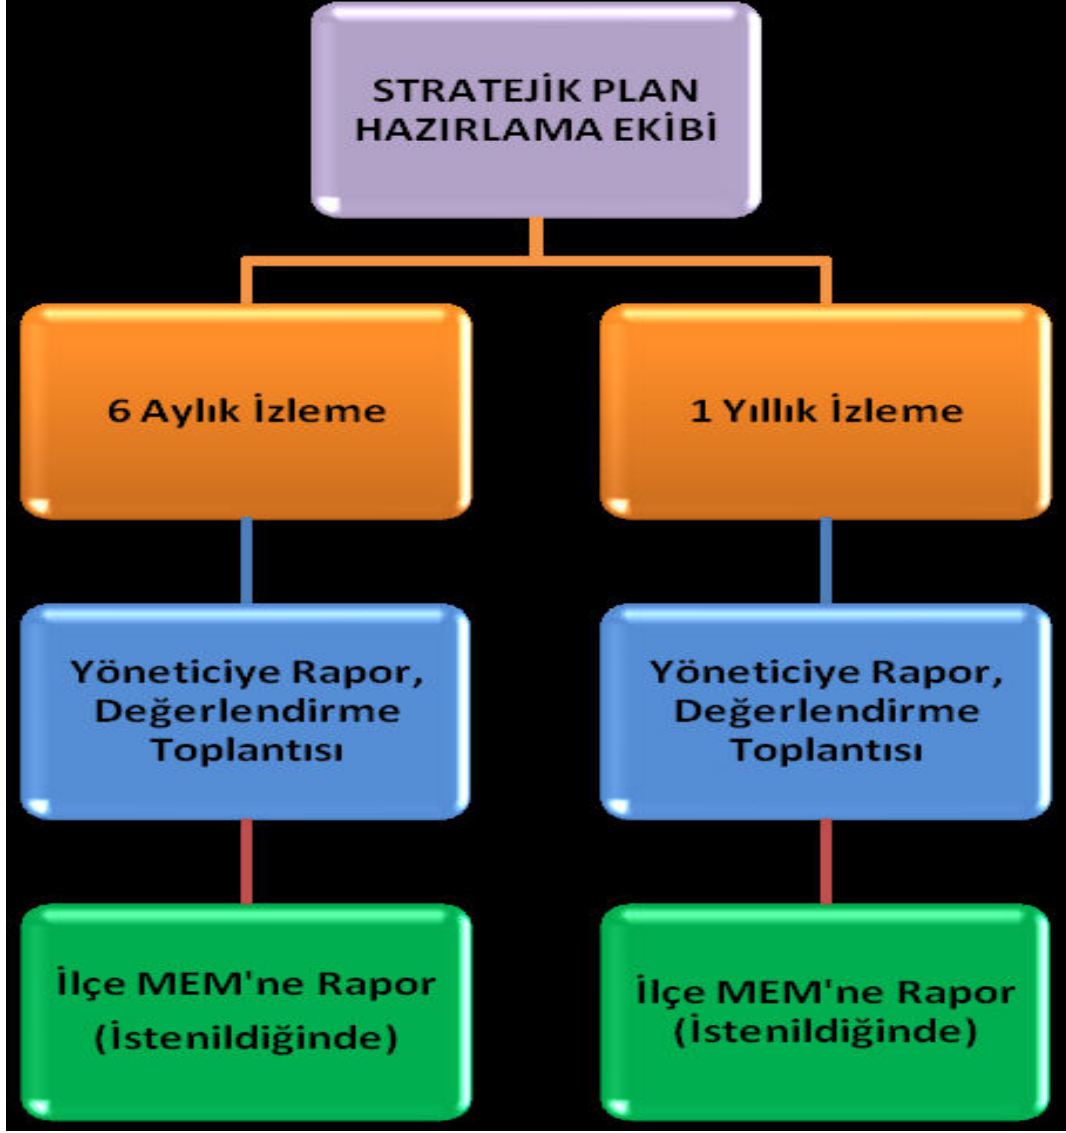 STRATEJİK PLAN
HAZIRLAMA EKİBİ
6 Aylık İzleme
1 Yıllık İzleme
Yöneticiye Rapor,
Değerlendirme
Toplantısı
Yöneticiye Rapor,
Değerlendirme
Toplantısı
İlçe MEM'ne Rapor
(İstenildiğinde)
İlçe MEM'ne Rapor
(İstenildiğinde)